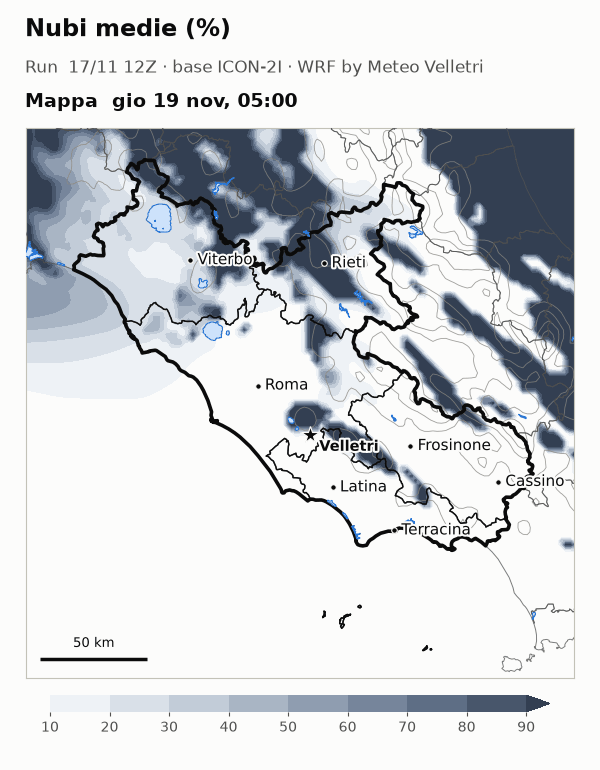 Nubi medie (%)
Run 17/11 12Z · base ICON-2I · WRF by Meteo Velletri
Mappa gio 19 nov, 05:00
Viterbo
Rieti
Roma
Velletri
Frosinone
Latina
Cassino
Terracina
50 km
10 20 30 40 50 60 70 80 90